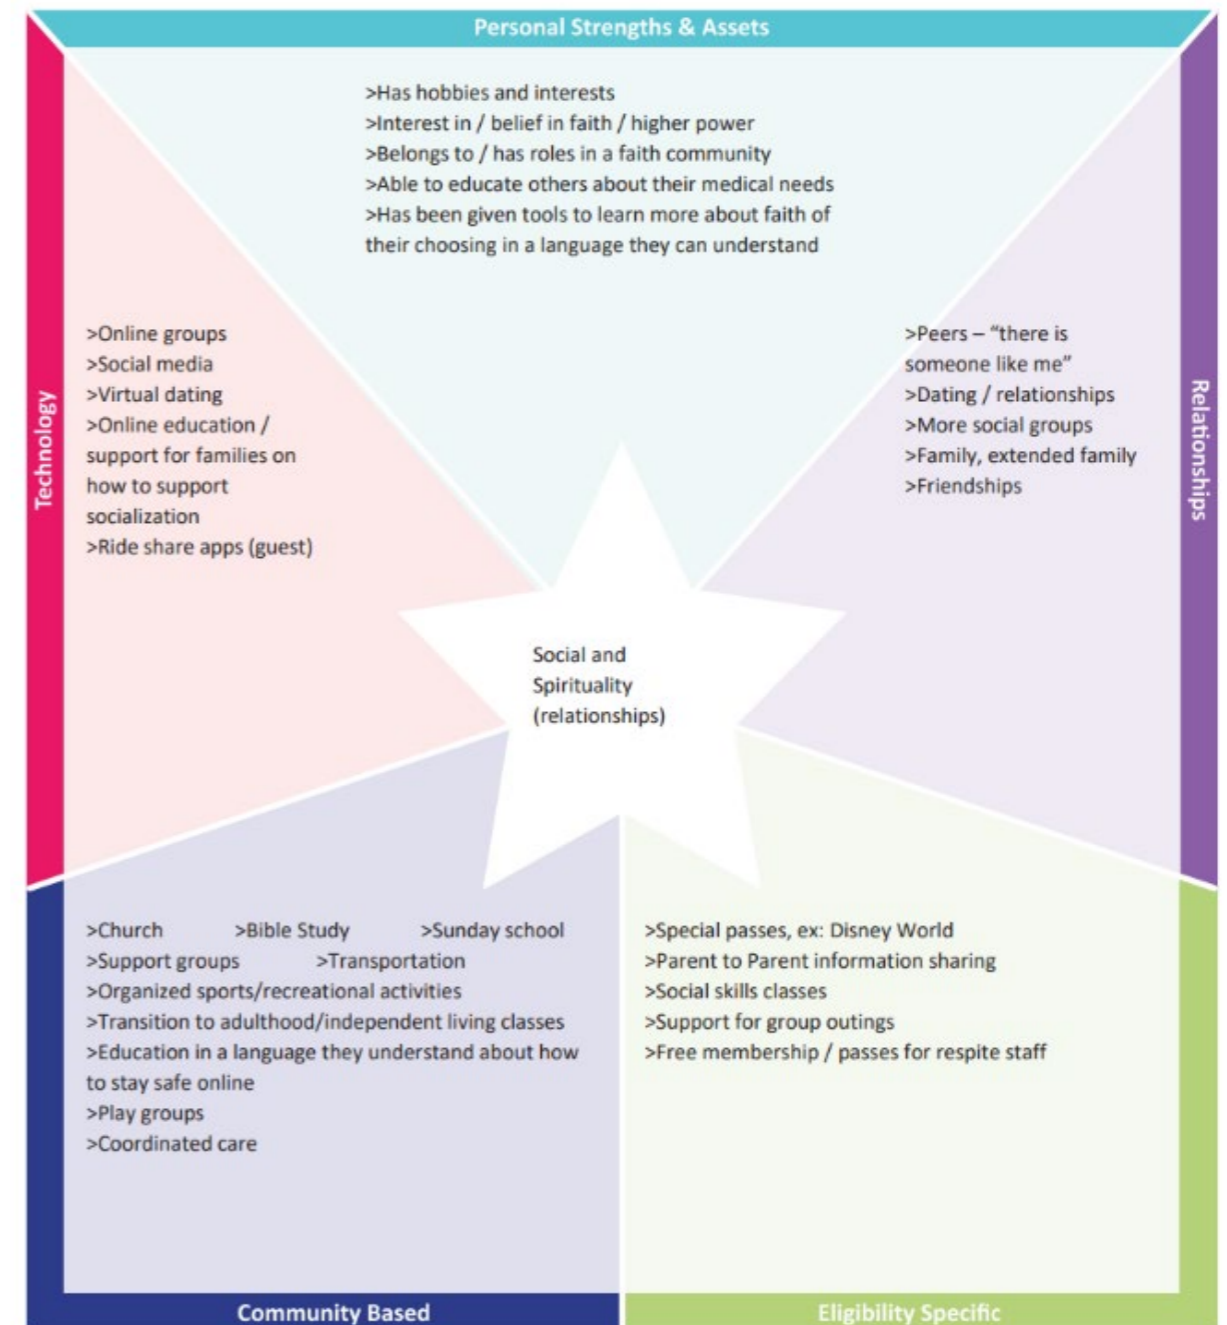 Personal Strengths & Assets
>Has hobbies and interests
>Interest in / belief in faith / higher power
>Belongs to / has roles in a faith community
>Able to educate others about their medical needs
>Has been given tools to learn more about faith of
their choosing in a language they can understand
Technology
>Online groups
>Social media
>Virtual dating
>Online education /
support for families on
how to support
socialization
>Ride share apps (guest)
>Peers – “there is
someone like me”
>Dating / relationships
>More social groups
>Family, extended family
>Friendships
Relationships
Social and
Spirituality
(relationships)
>Church >Bible Study >Sunday school
>Support groups >Transportation
>Organized sports/recreational activities
>Transition to adulthood/independent living classes
>Education in a language they understand about how
to stay safe online
>Play groups
>Coordinated care
Community Based
>Special passes, ex: Disney World
>Parent to Parent information sharing
>Social skills classes
>Support for group outings
>Free membership / passes for respite staff
Eligibility Specific